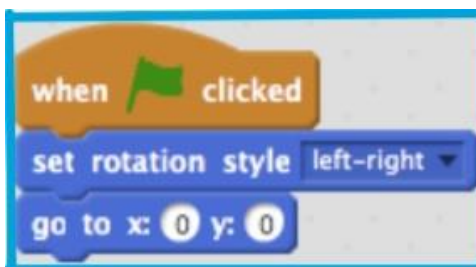 when clicked
set rotation style left-right
go to x: 0 y: 0